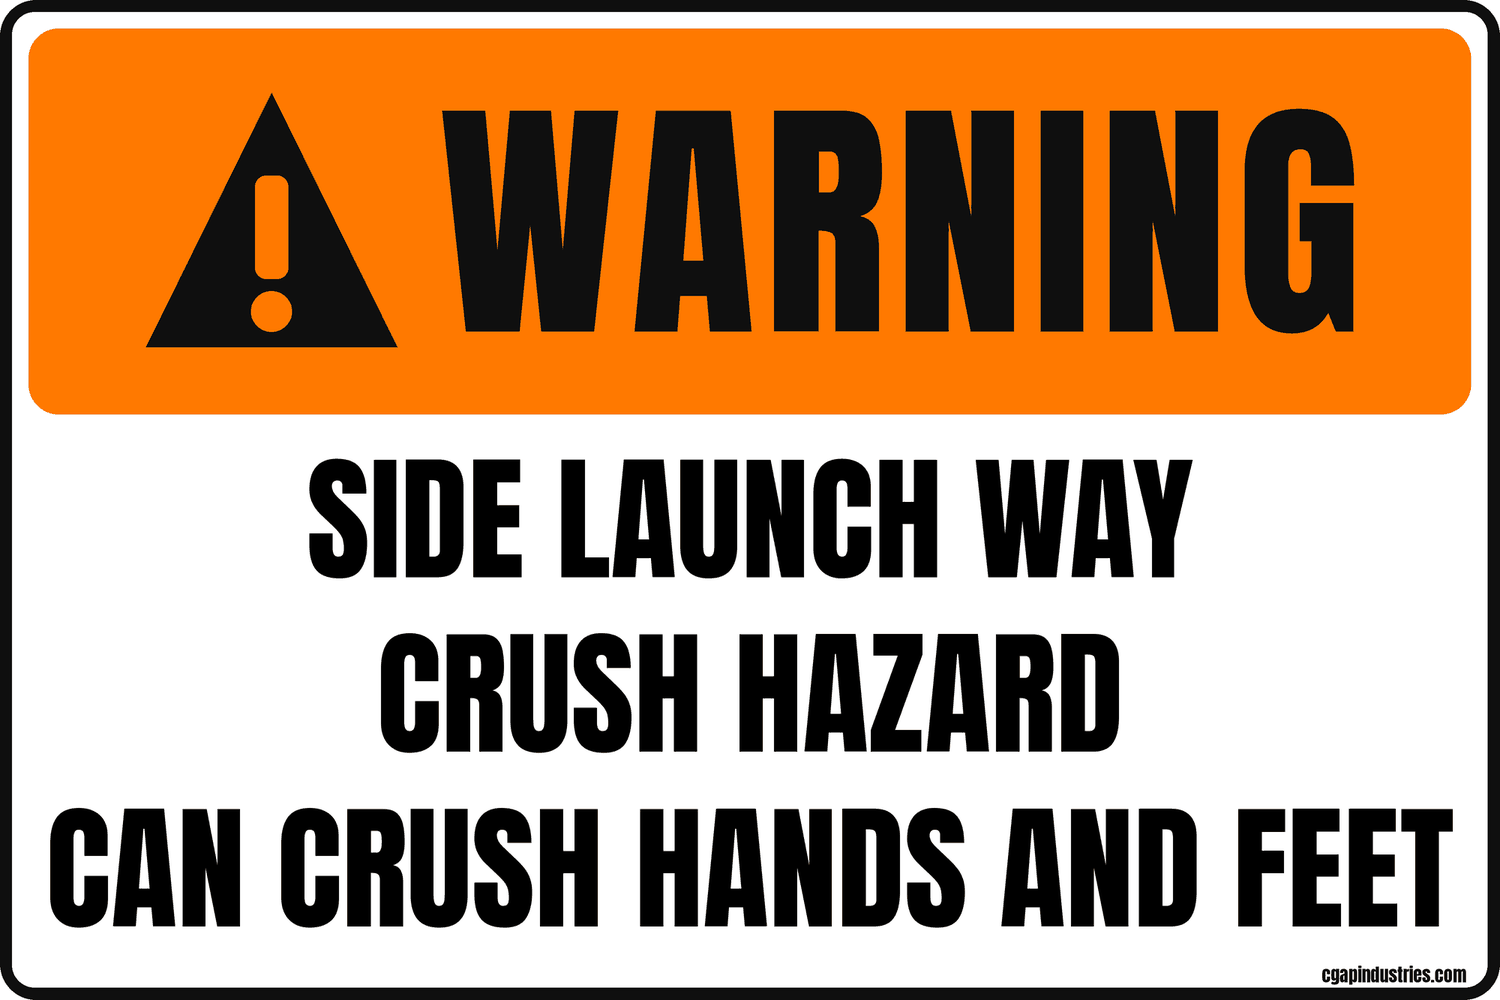 WARNING
SIDE LAUNCH WAY
CRUSH HAZARD
CAN CRUSH HANDS AND FEET
cgapindustries.com